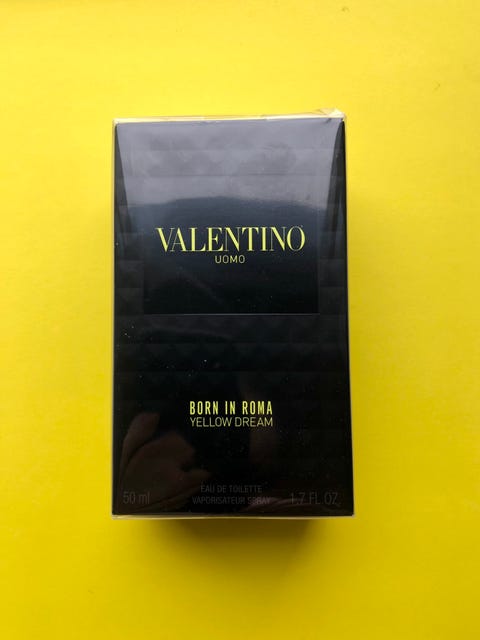 VALENTINO
UOMO
BORN IN ROMA
YELLOW DREAM
EAU DE TOILETTE
50 ml VAPORISATEUR SPRAY 1.7 FL.OZ.